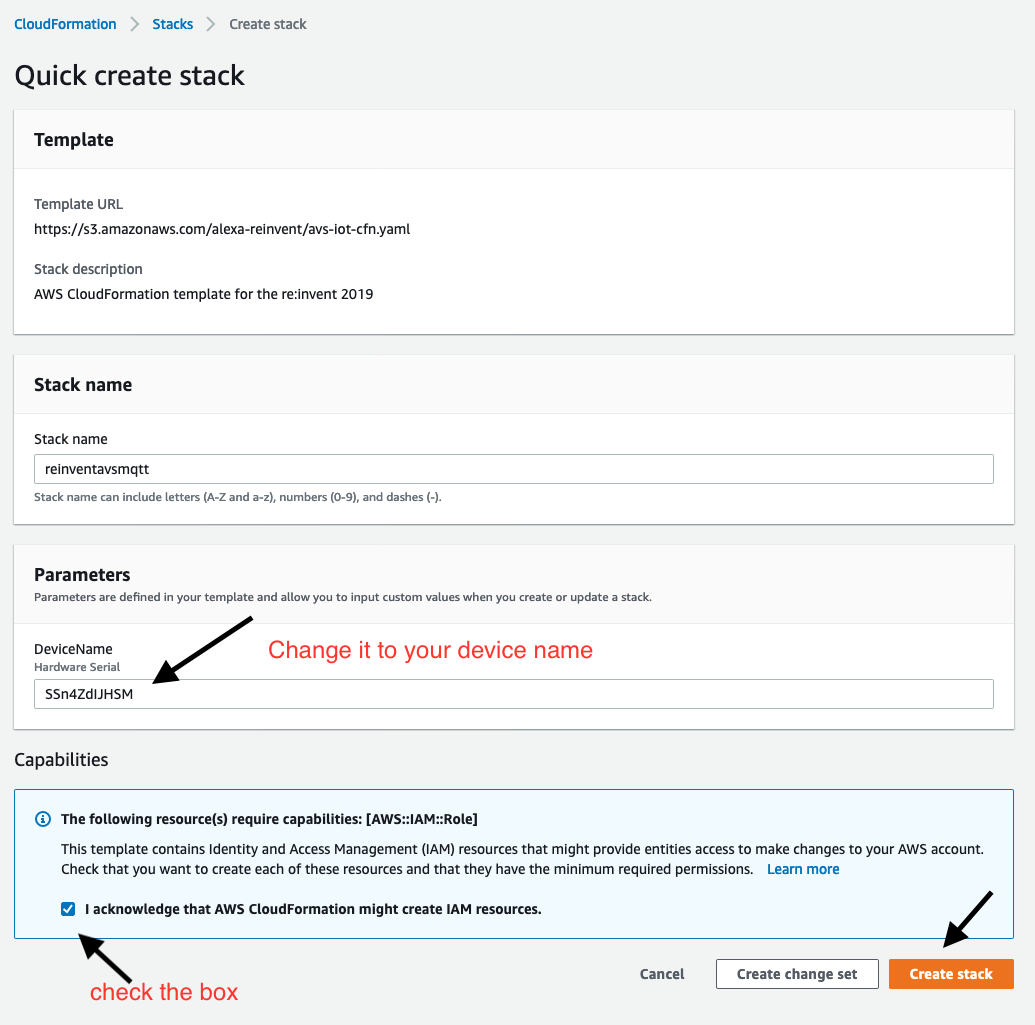 CloudFormation > Stacks > Create stack
Quick create stack
Template
Template URL
https://s3.amazonaws.com/alexa-reinvent/avs-iot-cfn.yaml
Stack description
AWS CloudFormation template for the re:invent 2019
Stack name
Stack name
reinventavsmqtt
Stack name can include letters (A-Z and a-z), numbers (0-9), and dashes (-).
Parameters
Parameters are defined in your template and allow you to input custom values when you create or update a stack.
DeviceName
Change it to your device name
Hardware Serial
SSn4ZdIJHSM
Capabilities
The following resource(s) require capabilities: [AWS::IAM::Role]
This template contains Identity and Access Management (IAM) resources that might provide entities access to make changes to your AWS account.
Check that you want to create each of these resources and that they have the minimum required permissions. Learn more
I acknowledge that AWS CloudFormation might create IAM resources.
Cancel Create change set Create stack
check the box